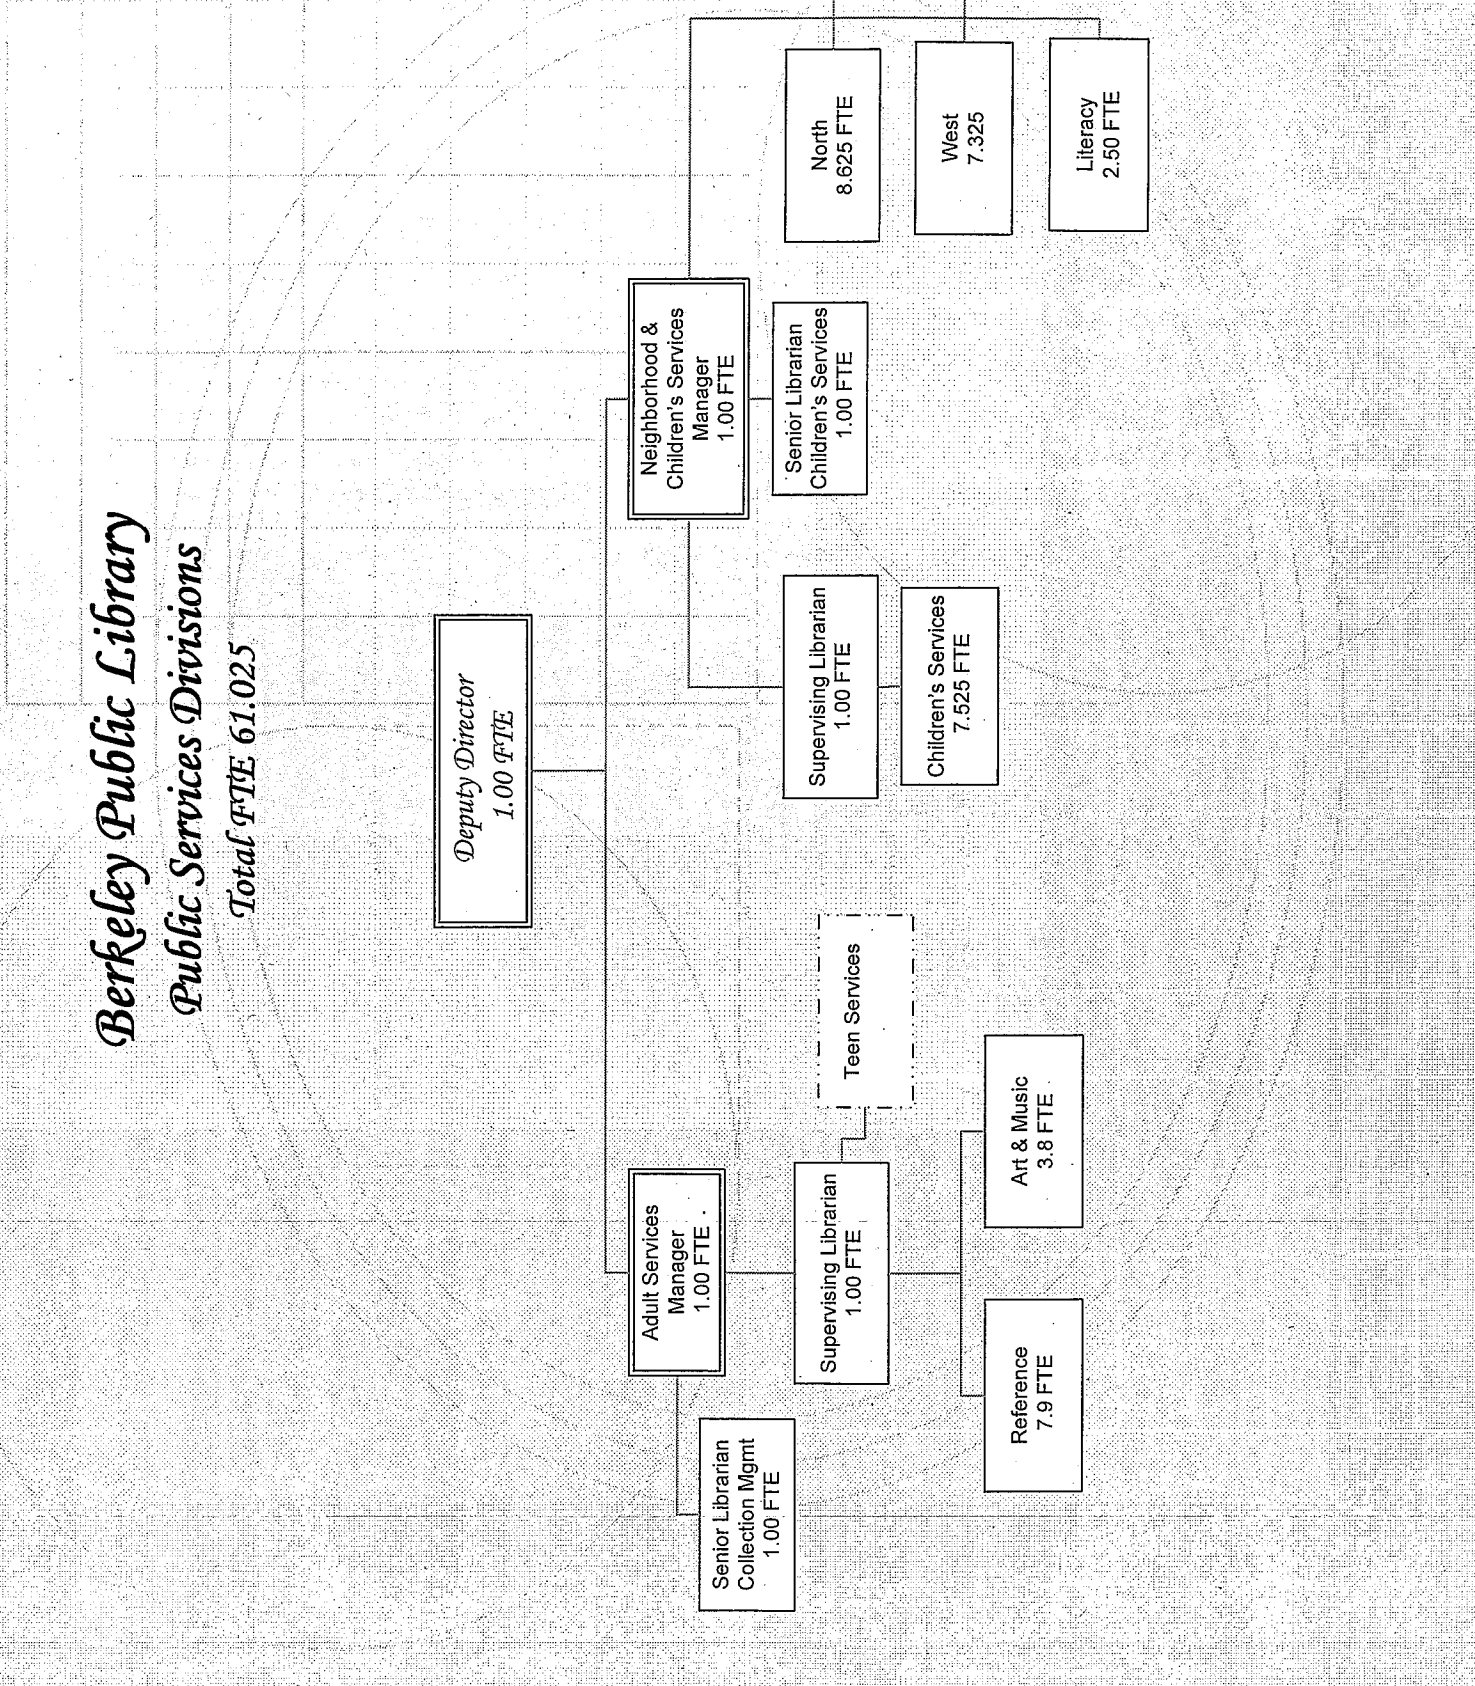 Berkeley Public Library
Public Services Divisions
Total FTE 61.025
Deputy Director
1.00 FTE
Adult Services
Manager
1.00 FTE
Neighborhood &
Children's Services
Manager
1.00 FTE
Senior Librarian
Collection Mgmt
1.00 FTE
Supervising Librarian
1.00 FTE
Teen Services
Supervising Librarian
1.00 FTE
Senior Librarian
Children's Services
1.00 FTE
North
8.625 FTE
Children's Services
7.525 FTE
West
7.325
Reference
7.9 FTE
Art & Music
3.8 FTE
Literacy
2.50 FTE